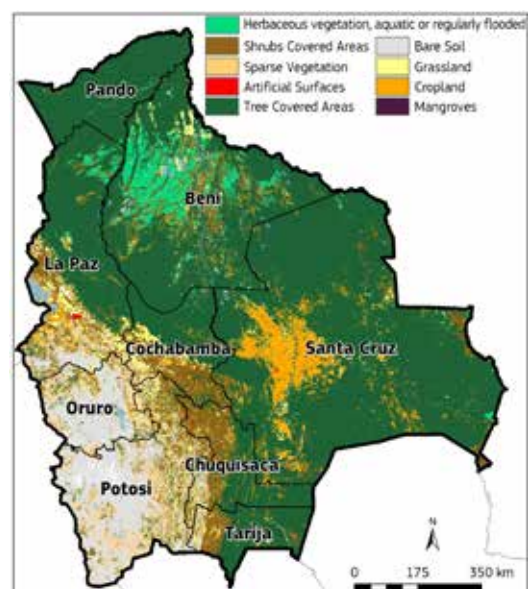 Herbaceous vegetation, aquatic or regularly flooded
Shrubs Covered Areas
Bare Soil
Sparse Vegetation
Grassland
Artificial Surfaces
Cropland
Tree Covered Areas
Mangroves
Pando
Beni
La Paz
Cochabamba
Santa Cruz
Oruro
Chuquisaca
Potosi
Tarija
N
0 175 350 km